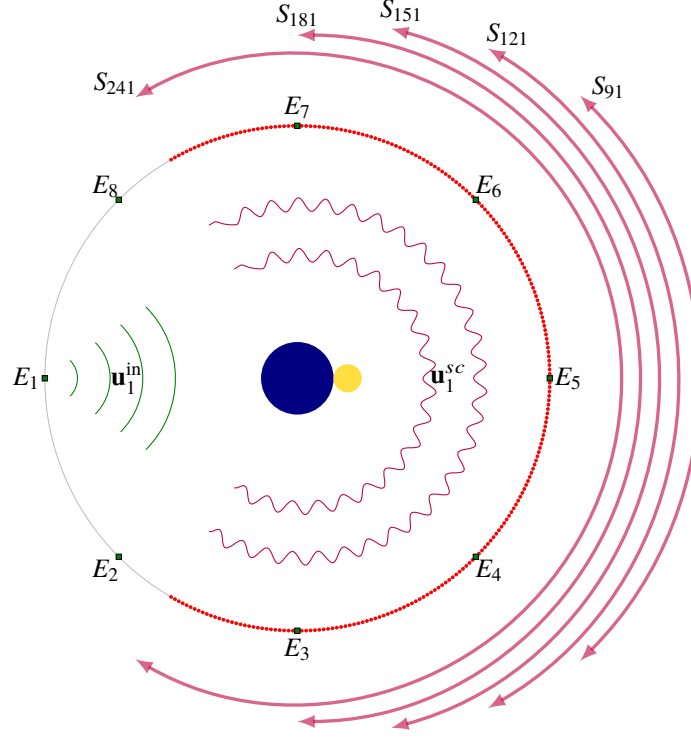 S₁₈₁
S₁₅₁
S₁₂₁
S₂₄₁
S₉₁
E₇
E₈
E₆
E₁
u₁ⁱⁿ
u₁ˢᶜ
E₅
E₂
E₄
E₃